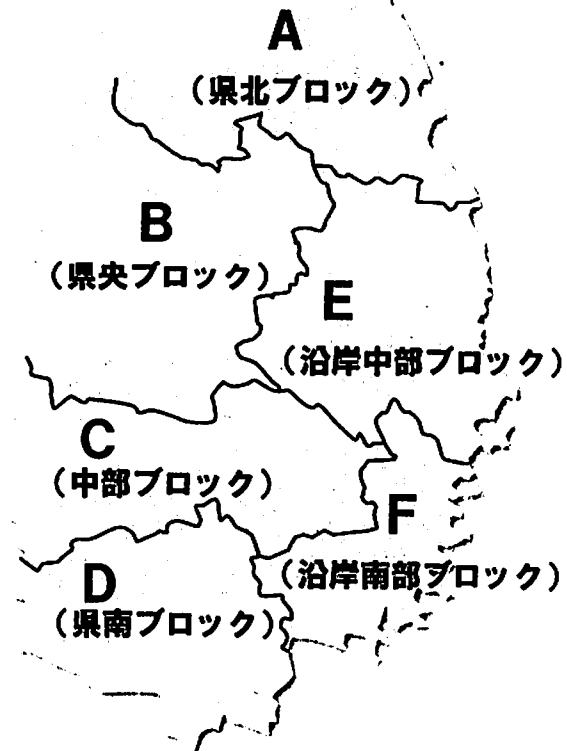 A
（県北ブロック）
B
（県央ブロック）
E
（沿岸中部ブロック）
C
（中部ブロック）
F
（沿岸南部ブロック）
D
（県南ブロック）